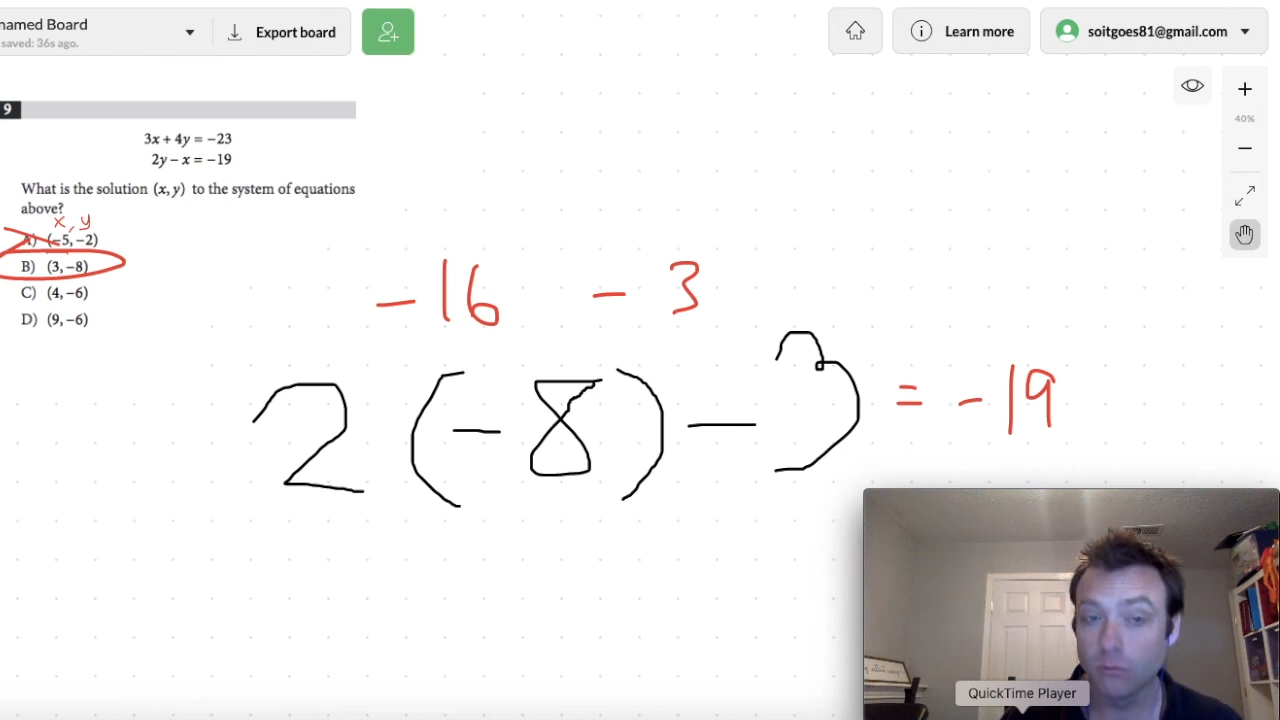 named Board
saved: 36s ago.
Export board
Learn more
soitgoes81@gmail.com
40%
9
3x + 4y = −23
2y − x = −19
What is the solution (x, y) to the system of equations
above?
x, y
A) (−5, −2)
B) (3, −8)
C) (4, −6)
D) (9, −6)
−16 − 3
2(−8)−3 = −19
QuickTime Player